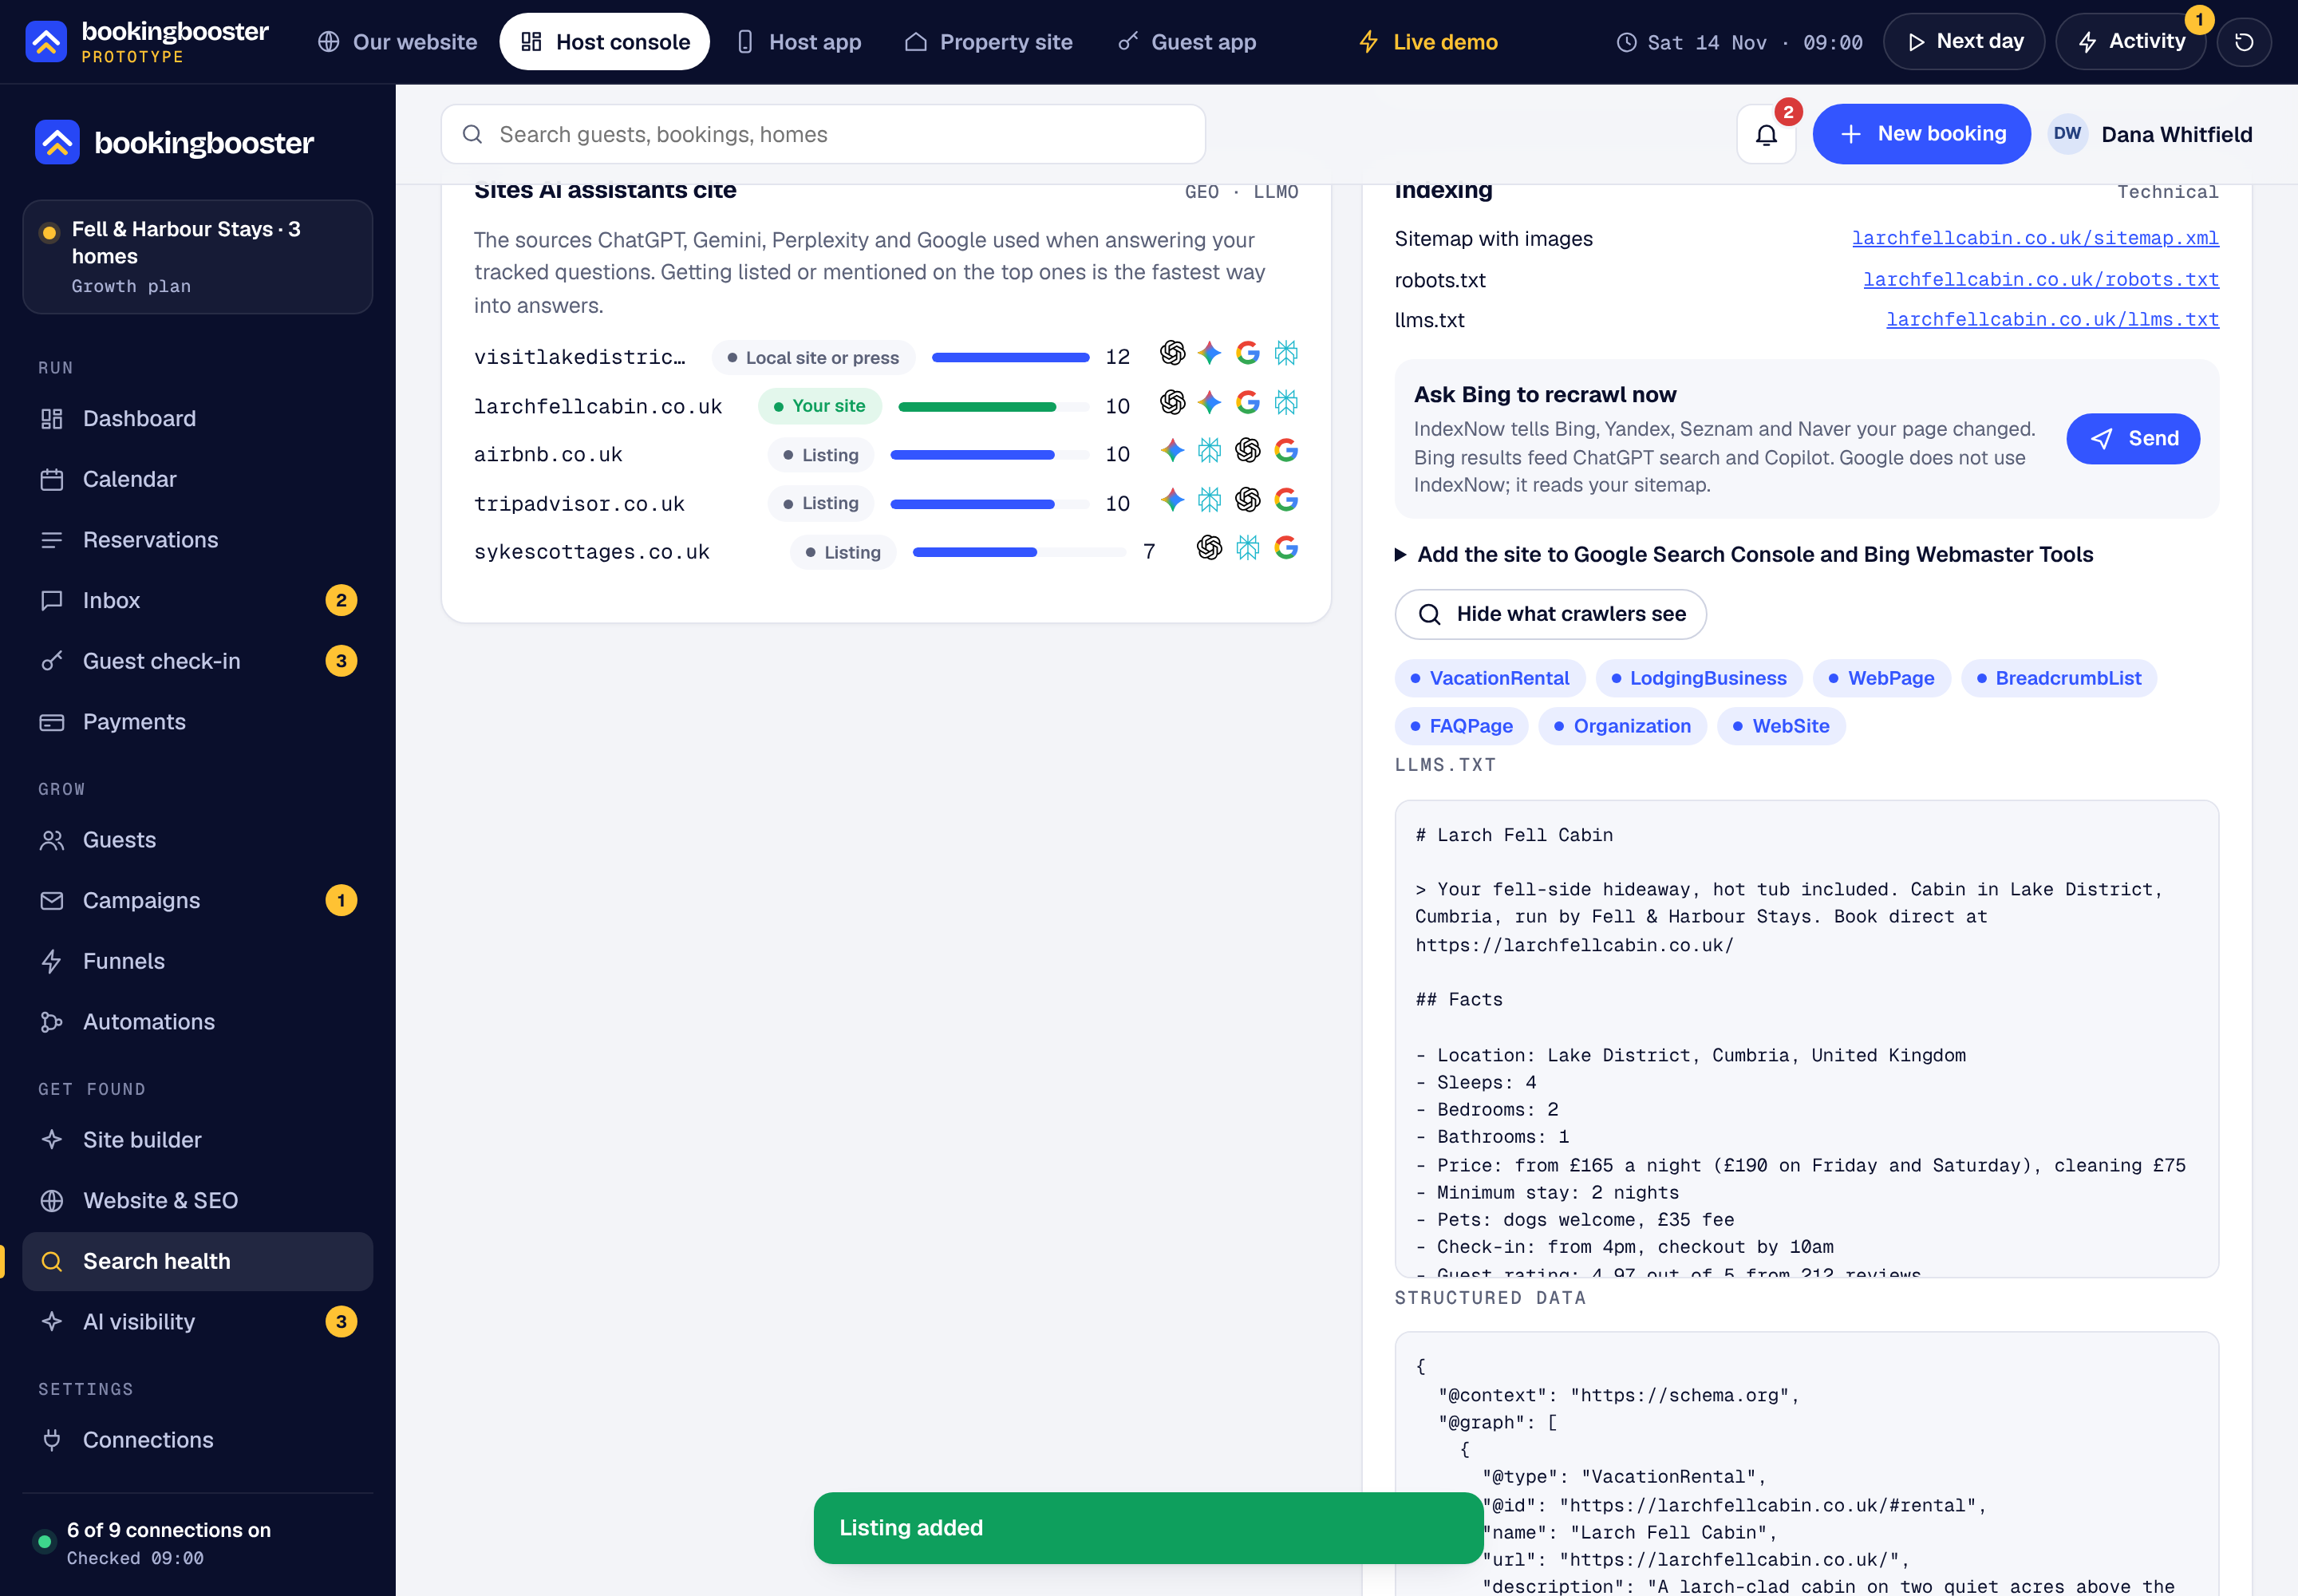 bookingbooster
PROTOTYPE
Our website
Host console
Host app
Property site
Guest app
Live demo
Sat 14 Nov · 09:00
Next day
Activity
1
bookingbooster
Fell & Harbour Stays · 3
homes
Growth plan
RUN
Dashboard
Calendar
Reservations
Inbox
2
Guest check-in
3
Payments
GROW
Guests
Campaigns
1
Funnels
Automations
GET FOUND
Site builder
Website & SEO
Search health
AI visibility
3
SETTINGS
Connections
6 of 9 connections on
Checked 09:00
Search guests, bookings, homes
2
New booking
DW
Dana Whitfield
Sites AI assistants cite
GEO · LLMO
The sources ChatGPT, Gemini, Perplexity and Google used when answering your
tracked questions. Getting listed or mentioned on the top ones is the fastest way
into answers.
visitlakedistric… Local site or press 12
larchfellcabin.co.uk Your site 10
airbnb.co.uk Listing 10
tripadvisor.co.uk Listing 10
sykescottages.co.uk Listing 7
Indexing
Technical
Sitemap with images larchfellcabin.co.uk/sitemap.xml
robots.txt larchfellcabin.co.uk/robots.txt
llms.txt larchfellcabin.co.uk/llms.txt
Ask Bing to recrawl now
IndexNow tells Bing, Yandex, Seznam and Naver your page changed.
Bing results feed ChatGPT search and Copilot. Google does not use
IndexNow; it reads your sitemap.
Send
Add the site to Google Search Console and Bing Webmaster Tools
Hide what crawlers see
VacationRental LodgingBusiness WebPage BreadcrumbList
FAQPage Organization WebSite
LLMS.TXT
# Larch Fell Cabin
> Your fell-side hideaway, hot tub included. Cabin in Lake District,
Cumbria, run by Fell & Harbour Stays. Book direct at
https://larchfellcabin.co.uk/
## Facts
- Location: Lake District, Cumbria, United Kingdom
- Sleeps: 4
- Bedrooms: 2
- Bathrooms: 1
- Price: from £165 a night (£190 on Friday and Saturday), cleaning £75
- Minimum stay: 2 nights
- Pets: dogs welcome, £35 fee
- Check-in: from 4pm, checkout by 10am
- Guest rating: 4.97 out of 5 from 212 reviews
STRUCTURED DATA
{
"@context": "https://schema.org",
"@graph": [
{
"@type": "VacationRental",
"@id": "https://larchfellcabin.co.uk/#rental",
"name": "Larch Fell Cabin",
"url": "https://larchfellcabin.co.uk/",
"description": "A larch-clad cabin on two quiet acres above the
Listing added